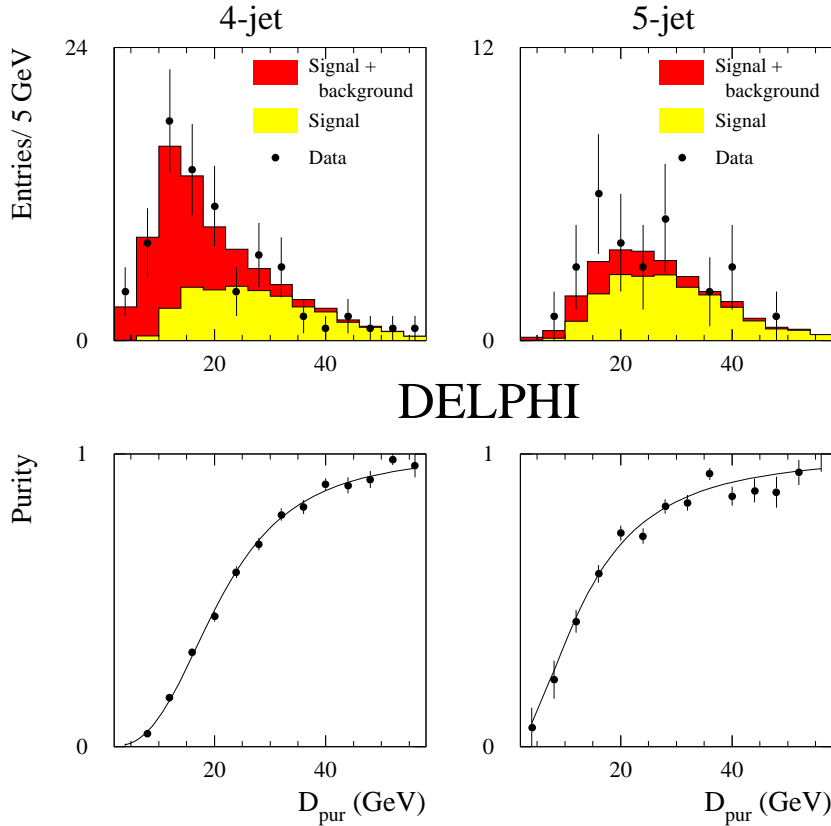 4-jet
5-jet
24
12
Entries/ 5 GeV
Signal +
background
Signal
Data
Signal +
background
Signal
Data
0
0
20
40
20
40
DELPHI
1
1
Purity
0
0
20
40
20
40
D_pur (GeV)
D_pur (GeV)